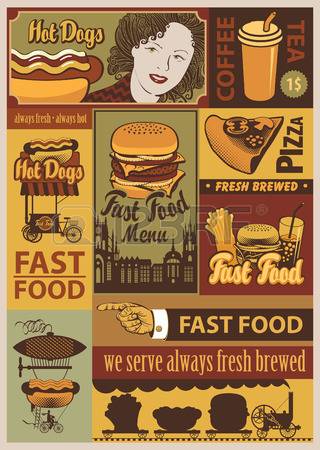 Hot Dogs
COFFEE
TEA
1$
always fresh • always hot
PIZZA
Hot Dogs
FRESH BREWED
Fast Food
Menu
Fast Food
FAST
FOOD
FAST FOOD
we serve always fresh brewed